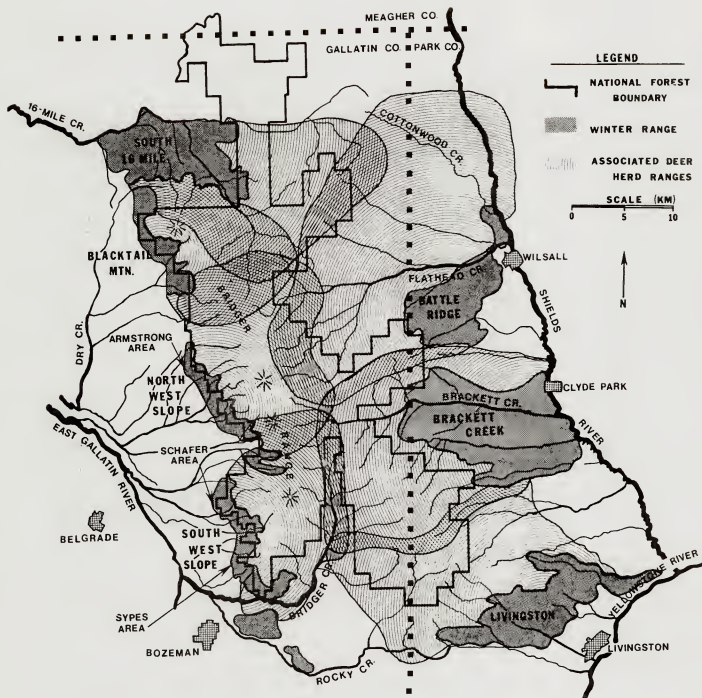 MEAGHER CO.
GALLATIN CO. PARK CO.
LEGEND
NATIONAL FOREST
BOUNDARY
WINTER RANGE
ASSOCIATED DEER
HERD RANGES
SCALE (KM)
0 5 10
N
16-MILE CR.
COTTONWOOD CR.
SOUTH
16 MILE
BLACKTAIL
MTN.
BRIDGER
RANGE
FLATHEAD CR.
WILSALL
BATTLE
RIDGE
SHIELDS
RIVER
DRY CR.
ARMSTRONG
AREA
NORTH
WEST
SLOPE
CLYDE PARK
BRACKETT CR.
BRACKETT
CREEK
EAST GALLATIN RIVER
SCHAFER
AREA
BELGRADE
SOUTH
WEST
SLOPE
SYPES
AREA
BRIDGER CR.
BOZEMAN
ROCKY CR.
LIVINGSTON
YELLOWSTONE RIVER
LIVINGSTON